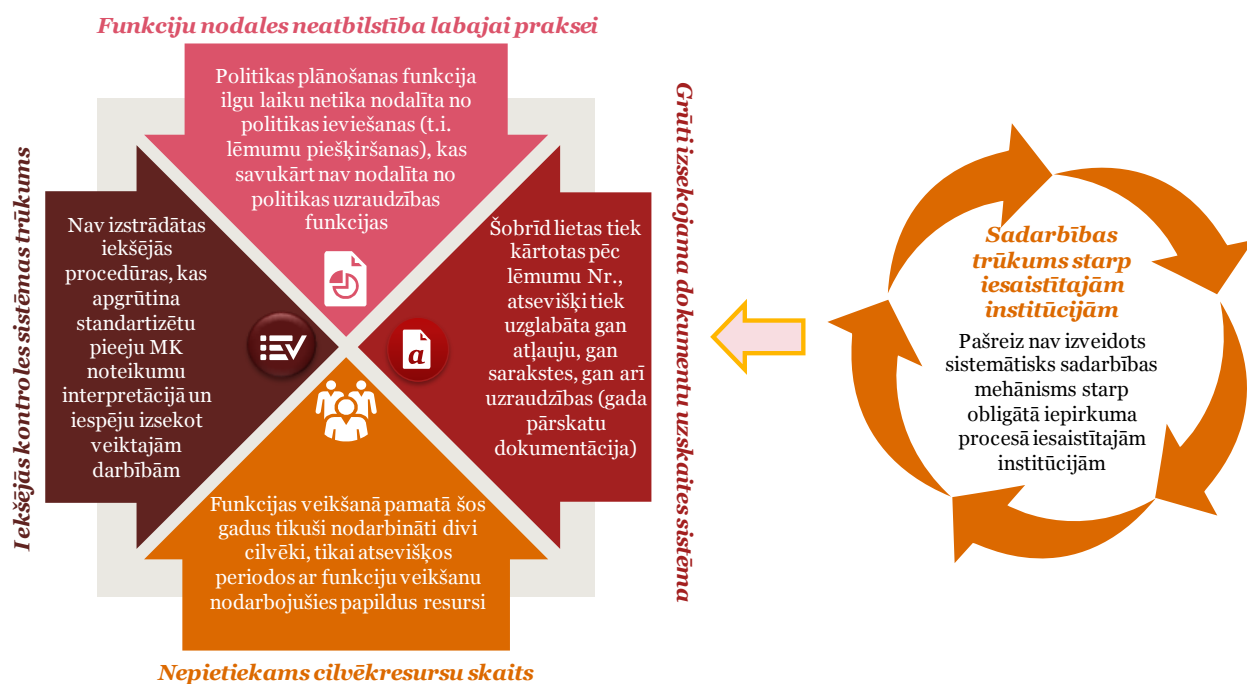 Funkciju nodales neatbilstība labajai praksei
Politikas plānošanas funkcija
ilgu laiku netika nodalīta no
politikas ieviešanas (t.i.
lēmumu piešķiršanas), kas
savukārt nav nodalīta no
politikas uzraudzības
funkcijas
Iekšējās kontroles sistēmas trūkums
Nav izstrādātas
iekšējās
procedūras, kas
apgrūtina
standartizētu
pieeju MK
noteikumu
interpretācijā un
iespēju izsekot
veiktajām
darbībām
Šobrīd lietas tiek
kārtotas pēc
lēmumu Nr.,
atsevišķi tiek
uzglabāta gan
atļauju, gan
sarakstes, gan arī
uzraudzības (gada
pārskatu
dokumentācija)
a
Grūti izsekojama dokumentu uzskaites sistēma
Funkcijas veikšanā pamatā šos
gadus tikuši nodarbināti divi
cilvēki, tikai atsevišķos
periodos ar funkciju veikšanu
nodarbojušies papildus resursi
Nepietiekams cilvēkresursu skaits
Sadarbības
trūkums starp
iesaistītajām
institūcijām
Pašreiz nav izveidots
sistemātisks sadarbības
mehānisms starp
obligātā iepirkuma
procesā iesaistītajām
institūcijām